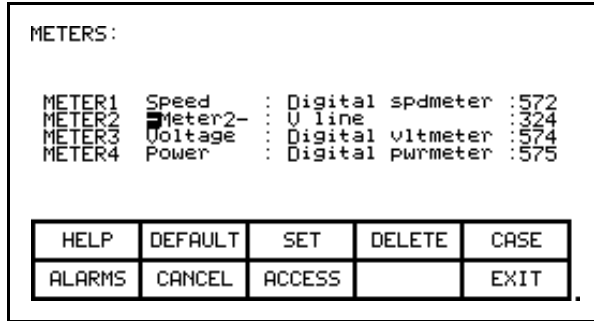 METERS:
METER1 Speed : Digital spdmeter :572
METER2 -Meter2- : V line :324
METER3 Voltage : Digital vltmeter :574
METER4 Power : Digital pwrmeter :575
HELP DEFAULT SET DELETE CASE
ALARMS CANCEL ACCESS EXIT